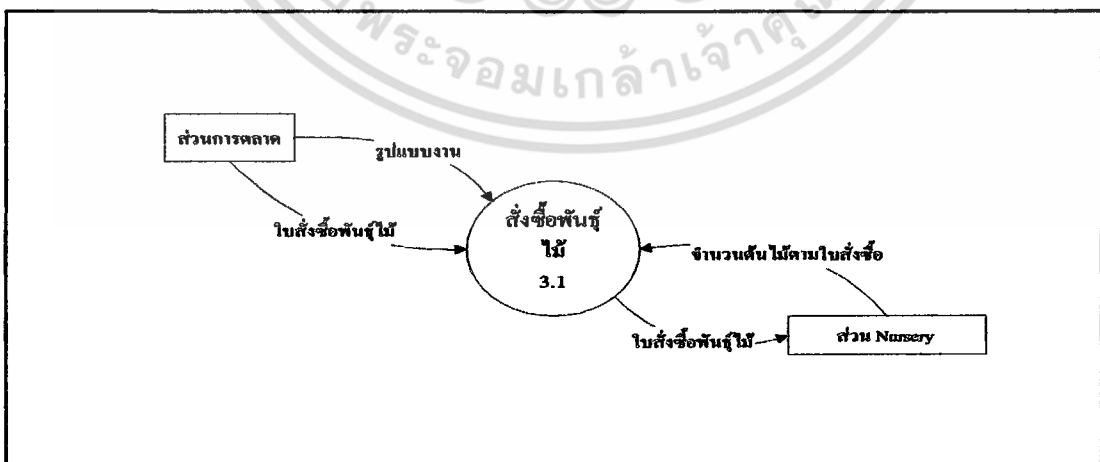 พระจอมเกล้าเจ้าคุณ
ส่วนการตลาด
รูปแบบงาน
ใบสั่งซื้อพันธุ์ไม้
สั่งซื้อพันธุ์
ไม้
3.1
จำนวนต้นไม้ตามใบสั่งซื้อ
ใบสั่งซื้อพันธุ์ไม้
ส่วน Nursery